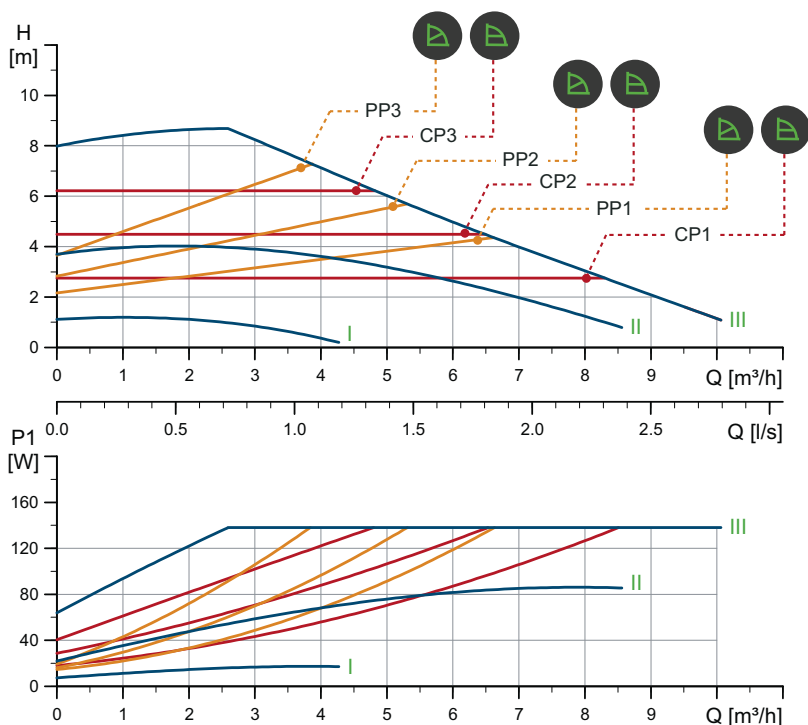 H
[m]
10
8
6
4
2
0
PP3
CP3
PP2
CP2
PP1
CP1
I
II
III
0 1 2 3 4 5 6 7 8 9 Q [m³/h]
0.0 0.5 1.0 1.5 2.0 2.5 Q [l/s]
P1
[W]
160
120
80
40
0
III
II
I
0 1 2 3 4 5 6 7 8 9 Q [m³/h]